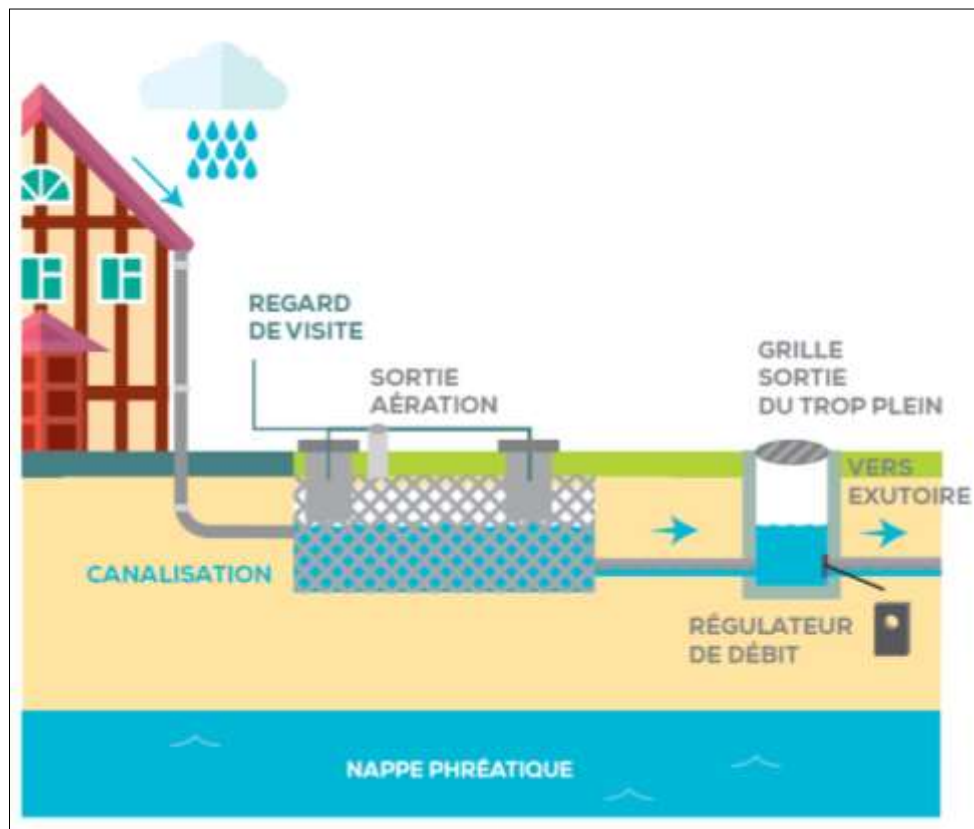 REGARD
DE VISITE
SORTIE
AÉRATION
GRILLE
SORTIE
DU TROP PLEIN
VERS
EXUTOIRE
CANALISATION
RÉGULATEUR
DE DÉBIT
NAPPE PHRÉATIQUE